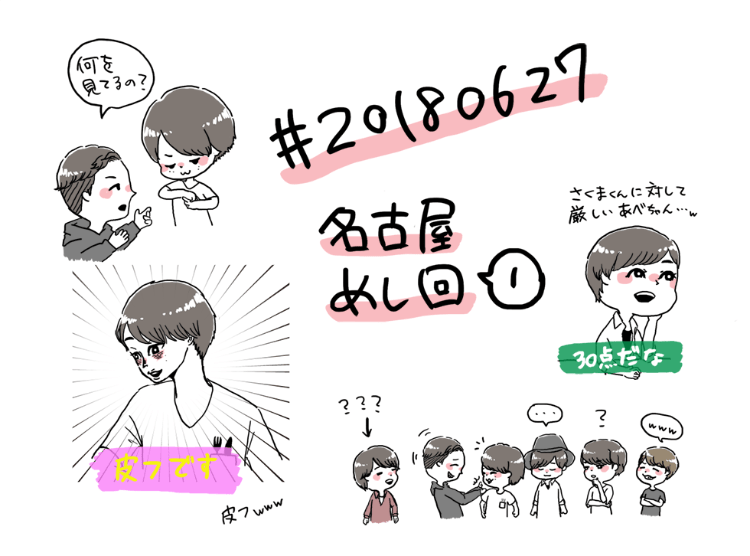 何を
見てるの?
#20180627
名古屋
めし回 1
さくまくんに対して
厳しいあべちゃん…w
30点だな
皮フです
皮フwww
???
...
?
www